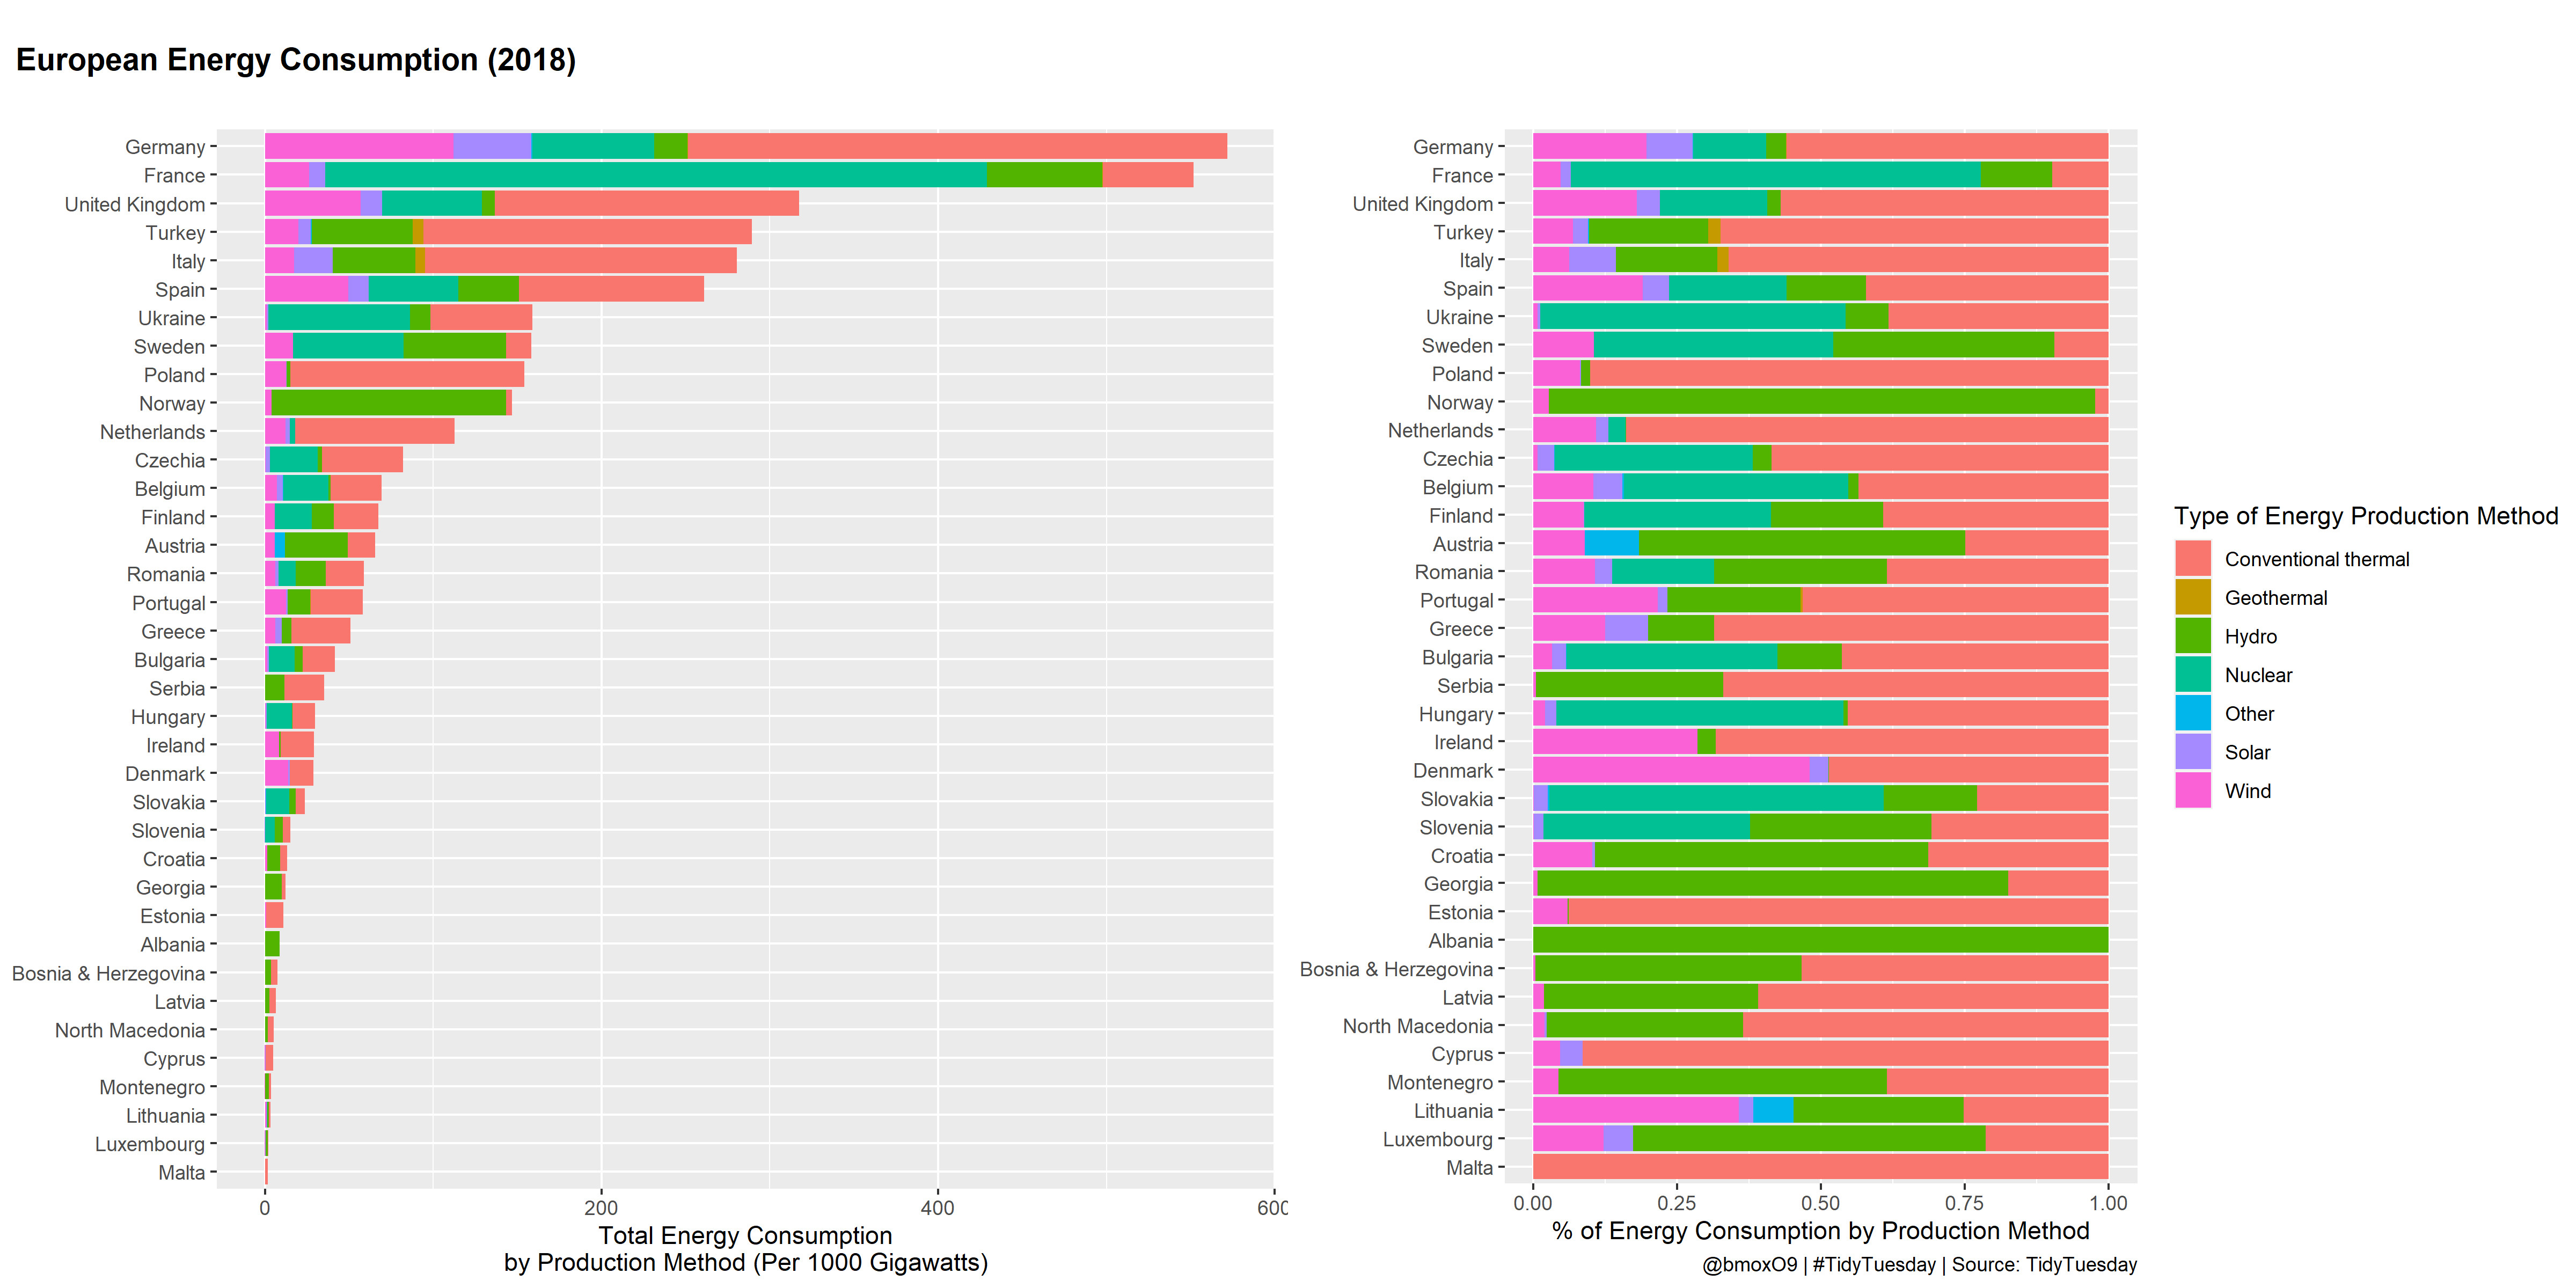 European Energy Consumption (2018)
Germany
France
United Kingdom
Turkey
Italy
Spain
Ukraine
Sweden
Poland
Norway
Netherlands
Czechia
Belgium
Finland
Austria
Romania
Portugal
Greece
Bulgaria
Serbia
Hungary
Ireland
Denmark
Slovakia
Slovenia
Croatia
Georgia
Estonia
Albania
Bosnia & Herzegovina
Latvia
North Macedonia
Cyprus
Montenegro
Lithuania
Luxembourg
Malta
0 200 400 600
Total Energy Consumption
by Production Method (Per 1000 Gigawatts)
Germany
France
United Kingdom
Turkey
Italy
Spain
Ukraine
Sweden
Poland
Norway
Netherlands
Czechia
Belgium
Finland
Austria
Romania
Portugal
Greece
Bulgaria
Serbia
Hungary
Ireland
Denmark
Slovakia
Slovenia
Croatia
Georgia
Estonia
Albania
Bosnia & Herzegovina
Latvia
North Macedonia
Cyprus
Montenegro
Lithuania
Luxembourg
Malta
0.00 0.25 0.50 0.75 1.00
% of Energy Consumption by Production Method
@bmoxO9 | #TidyTuesday | Source: TidyTuesday
Type of Energy Production Method
Conventional thermal
Geothermal
Hydro
Nuclear
Other
Solar
Wind